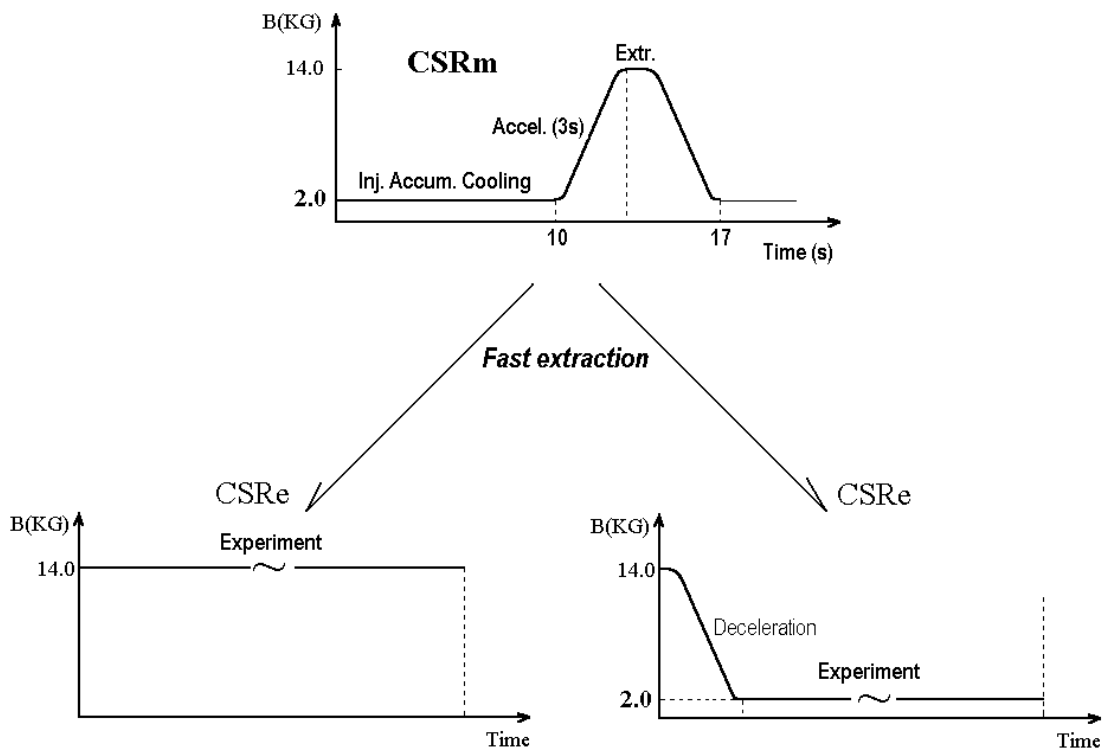 B(KG)
14.0
CSRm
Extr.
Accel. (3s)
Inj. Accum. Cooling
2.0
10
17
Time (s)
Fast extraction
CSRe
B(KG)
14.0
Experiment
Time
CSRe
B(KG)
14.0
Deceleration
Experiment
2.0
Time